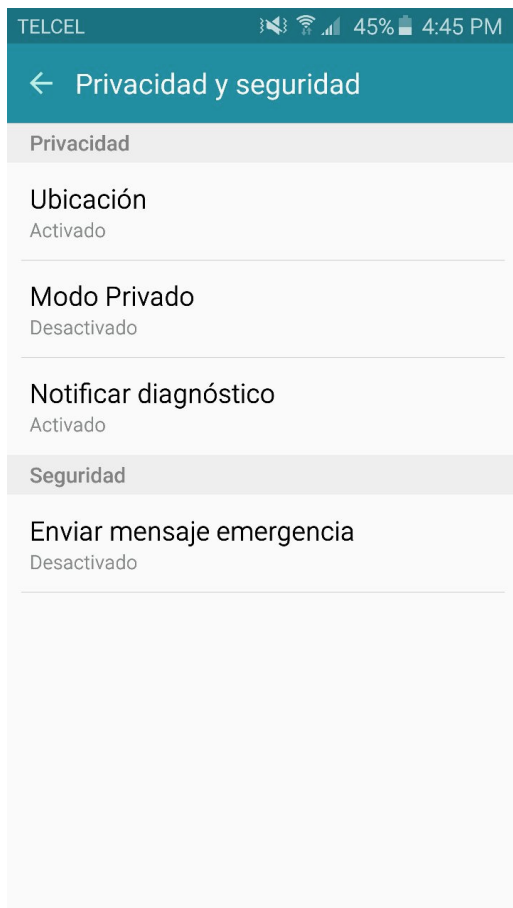 TELCEL 45% 4:45 PM
Privacidad y seguridad
Privacidad
Ubicación
Activado
Modo Privado
Desactivado
Notificar diagnóstico
Activado
Seguridad
Enviar mensaje emergencia
Desactivado